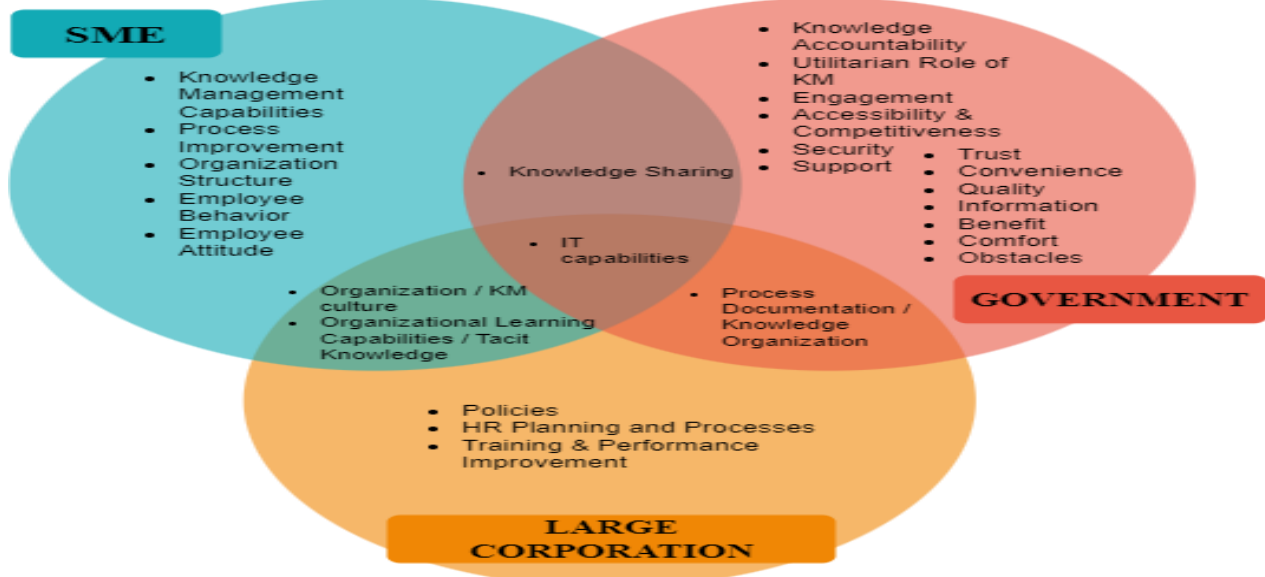 SME
• Knowledge
Management
Capabilities
• Process
Improvement
• Organization
Structure
• Employee
Behavior
• Employee
Attitude
• Knowledge
Accountability
• Utilitarian Role of
KM
• Engagement
• Accessibility &
Competitiveness
• Security
• Support
• Trust
• Convenience
• Quality
• Information
• Benefit
• Comfort
• Obstacles
GOVERNMENT
• Knowledge Sharing
• IT
capabilities
• Organization / KM
culture
• Organizational Learning
Capabilities / Tacit
Knowledge
• Process
Documentation /
Knowledge
Organization
• Policies
• HR Planning and Processes
• Training & Performance
Improvement
LARGE
CORPORATION